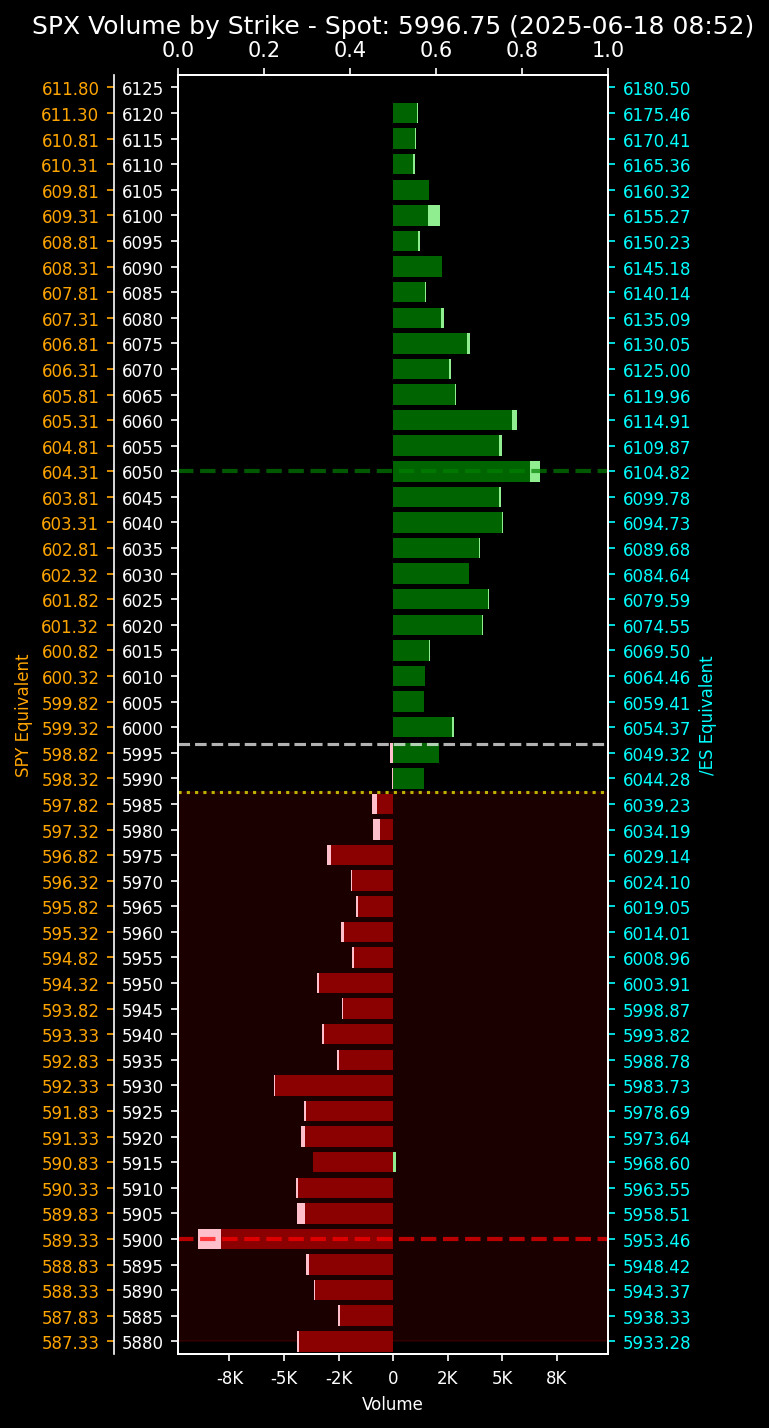 SPX Volume by Strike - Spot: 5996.75 (2025-06-18 08:52)
0.0 0.2 0.4 0.6 0.8 1.0
611.80 6125 6180.50
611.30 6120 6175.46
610.81 6115 6170.41
610.31 6110 6165.36
609.81 6105 6160.32
609.31 6100 6155.27
608.81 6095 6150.23
608.31 6090 6145.18
607.81 6085 6140.14
607.31 6080 6135.09
606.81 6075 6130.05
606.31 6070 6125.00
605.81 6065 6119.96
605.31 6060 6114.91
604.81 6055 6109.87
604.31 6050 6104.82
603.81 6045 6099.78
603.31 6040 6094.73
602.81 6035 6089.68
602.32 6030 6084.64
601.82 6025 6079.59
601.32 6020 6074.55
600.82 6015 6069.50
600.32 6010 6064.46
599.82 6005 6059.41
599.32 6000 6054.37
598.82 5995 6049.32
598.32 5990 6044.28
597.82 5985 6039.23
597.32 5980 6034.19
596.82 5975 6029.14
596.32 5970 6024.10
595.82 5965 6019.05
595.32 5960 6014.01
594.82 5955 6008.96
594.32 5950 6003.91
593.82 5945 5998.87
593.33 5940 5993.82
592.83 5935 5988.78
592.33 5930 5983.73
591.83 5925 5978.69
591.33 5920 5973.64
590.83 5915 5968.60
590.33 5910 5963.55
589.83 5905 5958.51
589.33 5900 5953.46
588.83 5895 5948.42
588.33 5890 5943.37
587.83 5885 5938.33
587.33 5880 5933.28
SPY Equivalent
/ES Equivalent
-8K -5K -2K 0 2K 5K 8K
Volume